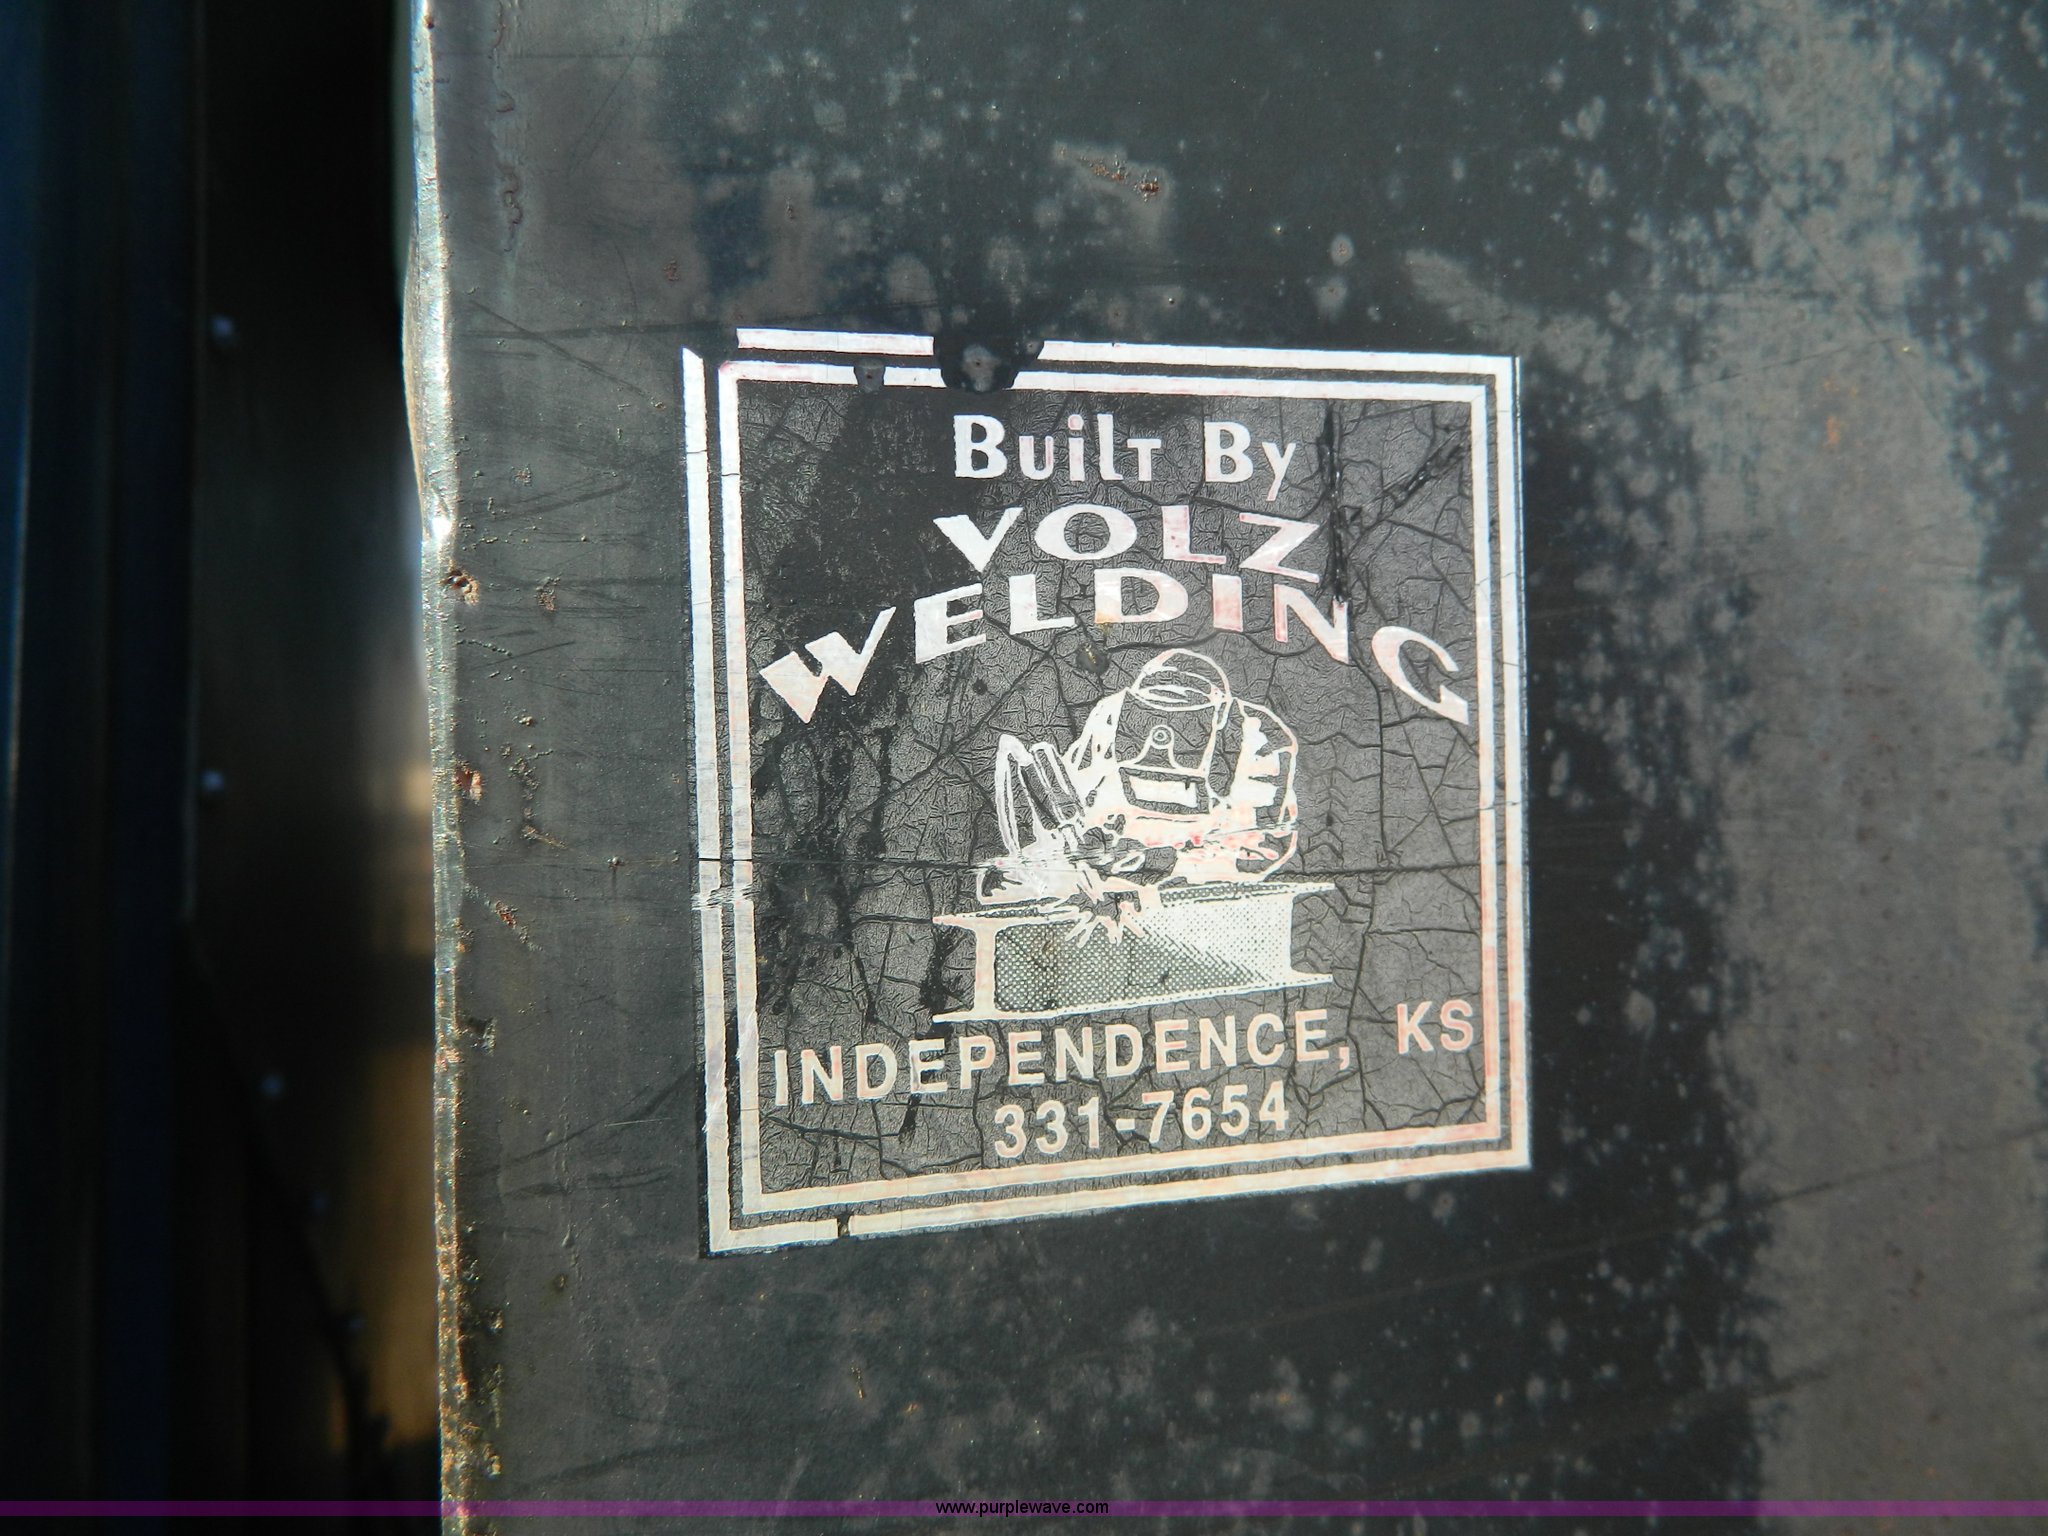 Built By
VOLZ
WELDING
INDEPENDENCE, KS
331-7654
www.purplewave.com